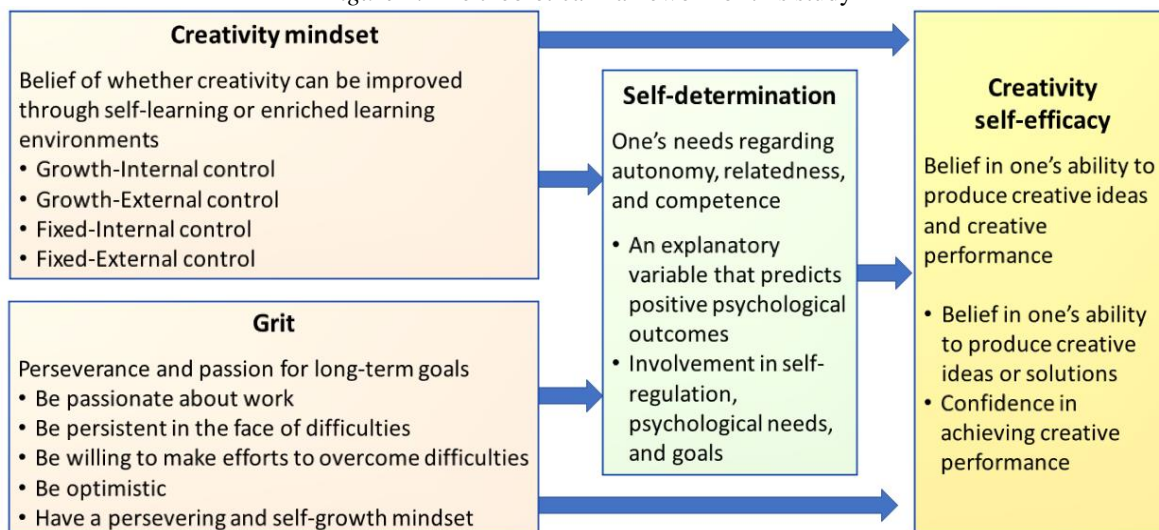 Creativity mindset
Belief of whether creativity can be improved
through self-learning or enriched learning
environments
• Growth-Internal control
• Growth-External control
• Fixed-Internal control
• Fixed-External control
Grit
Perseverance and passion for long-term goals
• Be passionate about work
• Be persistent in the face of difficulties
• Be willing to make efforts to overcome difficulties
• Be optimistic
• Have a persevering and self-growth mindset
Self-determination
One's needs regarding
autonomy, relatedness,
and competence
• An explanatory
variable that predicts
positive psychological
outcomes
• Involvement in self-
regulation,
psychological needs,
and goals
Creativity
self-efficacy
Belief in one's ability to
produce creative ideas
and creative
performance
• Belief in one's ability
to produce creative
ideas or solutions
• Confidence in
achieving creative
performance